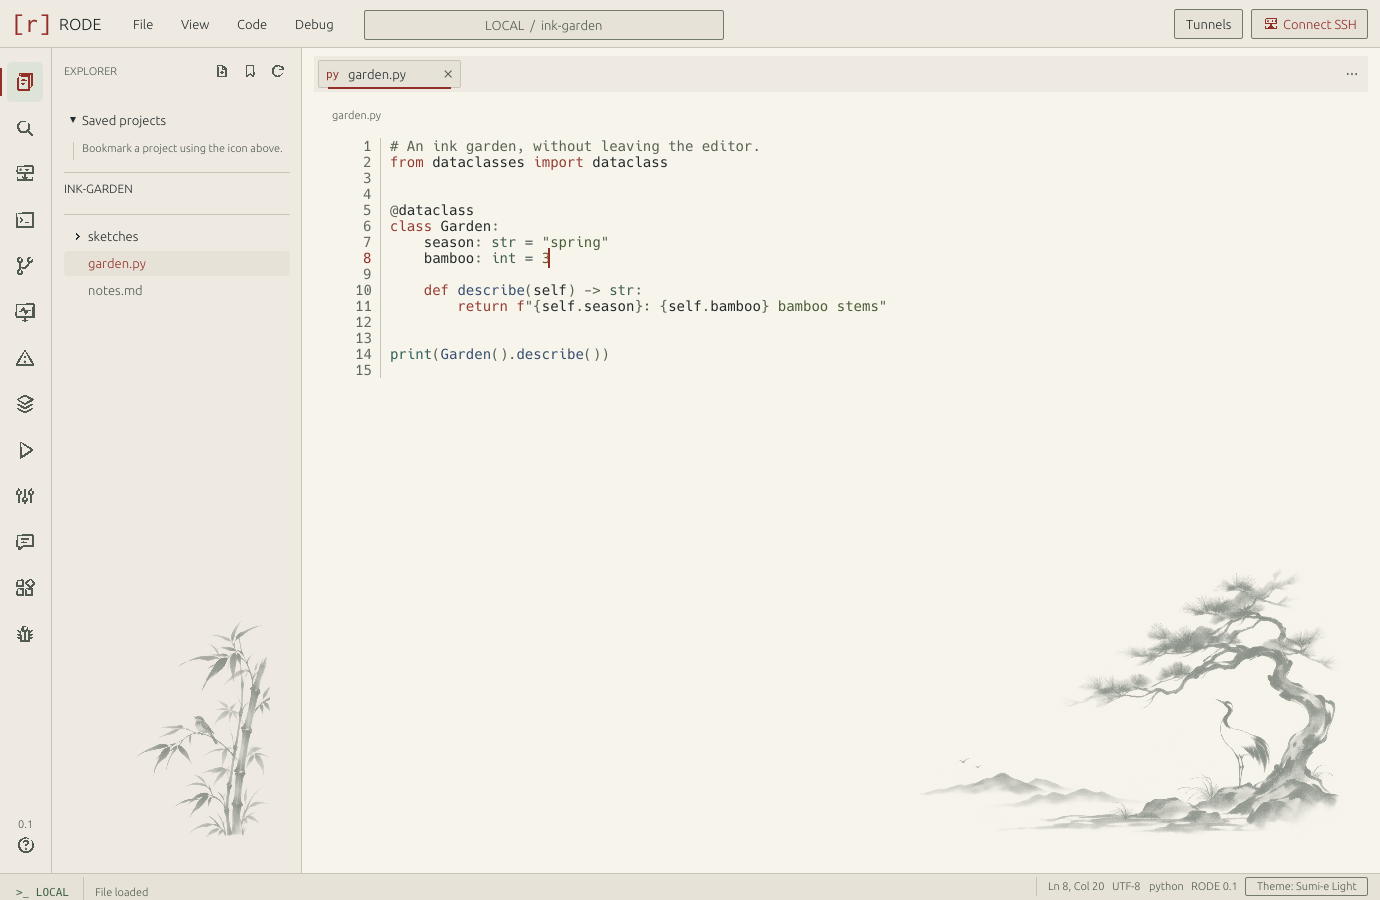 [r] RODE File View Code Debug LOCAL / ink-garden Tunnels Connect SSH
EXPLORER
Saved projects
Bookmark a project using the icon above.
INK-GARDEN
sketches
garden.py
notes.md
0.1
py garden.py × ...
garden.py
1 # An ink garden, without leaving the editor.
2 from dataclasses import dataclass
3
4
5 @dataclass
6 class Garden:
7     season: str = "spring"
8     bamboo: int = 3
9
10     def describe(self) -> str:
11         return f"{self.season}: {self.bamboo} bamboo stems"
12
13
14 print(Garden().describe())
15
>_ LOCAL File loaded Ln 8, Col 20 UTF-8 python RODE 0.1 Theme: Sumi-e Light